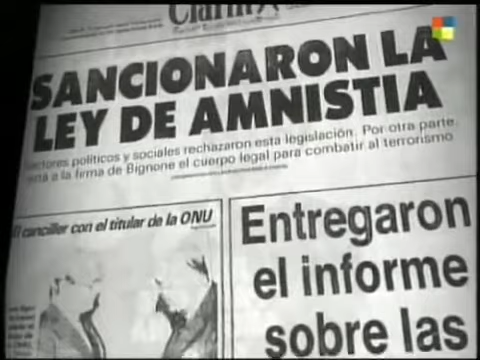 Clarín
SANCIONARON LA
LEY DE AMNISTIA
Sectores políticos y sociales rechazaron esta legislación. Por otra parte,
está a la firma de Bignone el cuerpo legal para combatir al terrorismo
El canciller con el titular de la ONU
Entregaron
el informe
sobre las